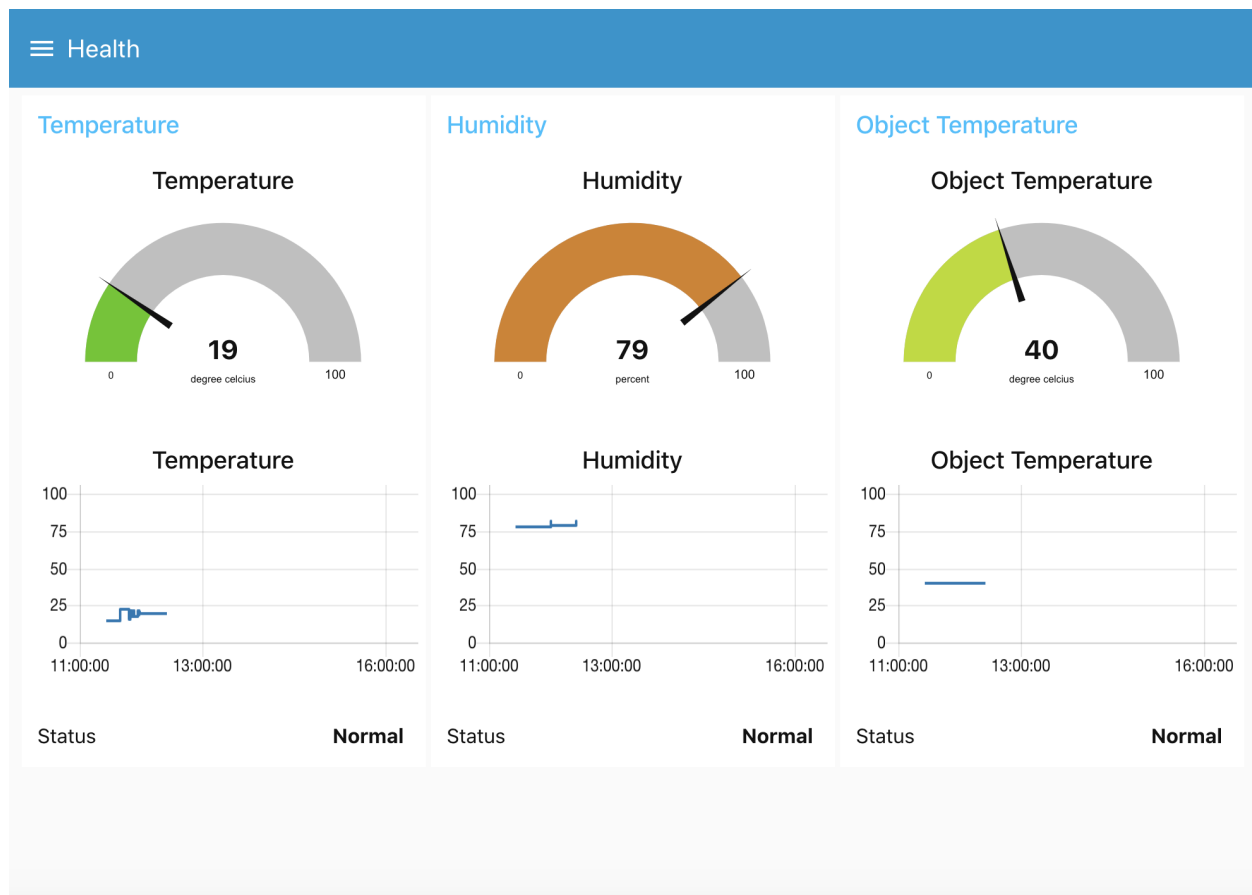 Health
Temperature
Temperature
19
0
degree celcius
100
Temperature
100
75
50
25
0
11:00:00 13:00:00 16:00:00
Status Normal
Humidity
Humidity
79
0
percent
100
Humidity
100
75
50
25
0
11:00:00 13:00:00 16:00:00
Status Normal
Object Temperature
Object Temperature
40
0
degree celcius
100
Object Temperature
100
75
50
25
0
11:00:00 13:00:00 16:00:00
Status Normal